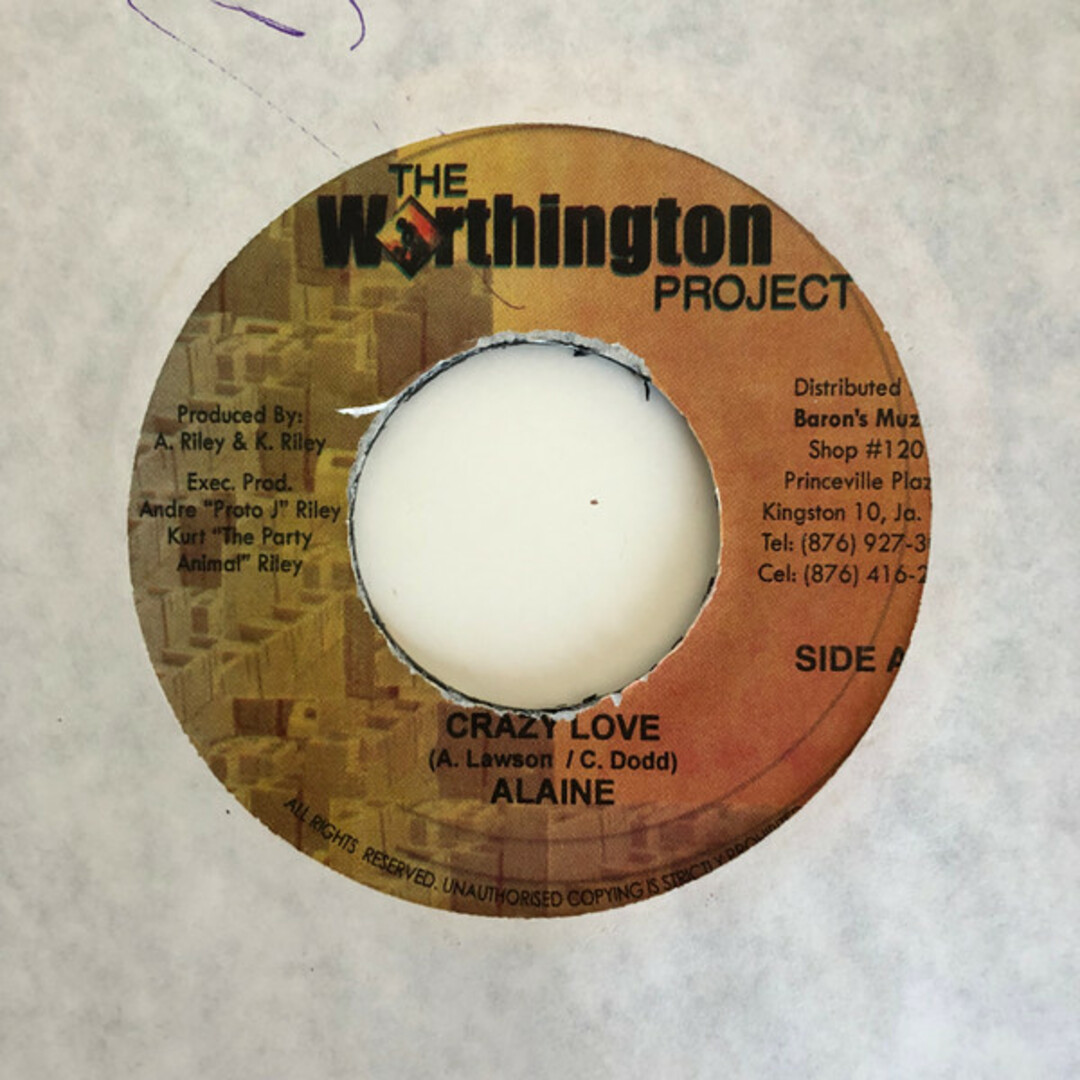 THE
Worthington
PROJECT
Produced By:
A. Riley & K. Riley
Exec. Prod.
Andre "Proto J" Riley
Kurt "The Party
Animal" Riley
Distributed
Baron's Muz
Shop #120
Princeville Plaz
Kingston 10, Ja.
Tel: (876) 927-3
Cel: (876) 416-2
SIDE A
CRAZY LOVE
(A. Lawson / C. Dodd)
ALAINE
ALL RIGHTS RESERVED. UNAUTHORISED COPYING IS STRICTLY PROHIBITED